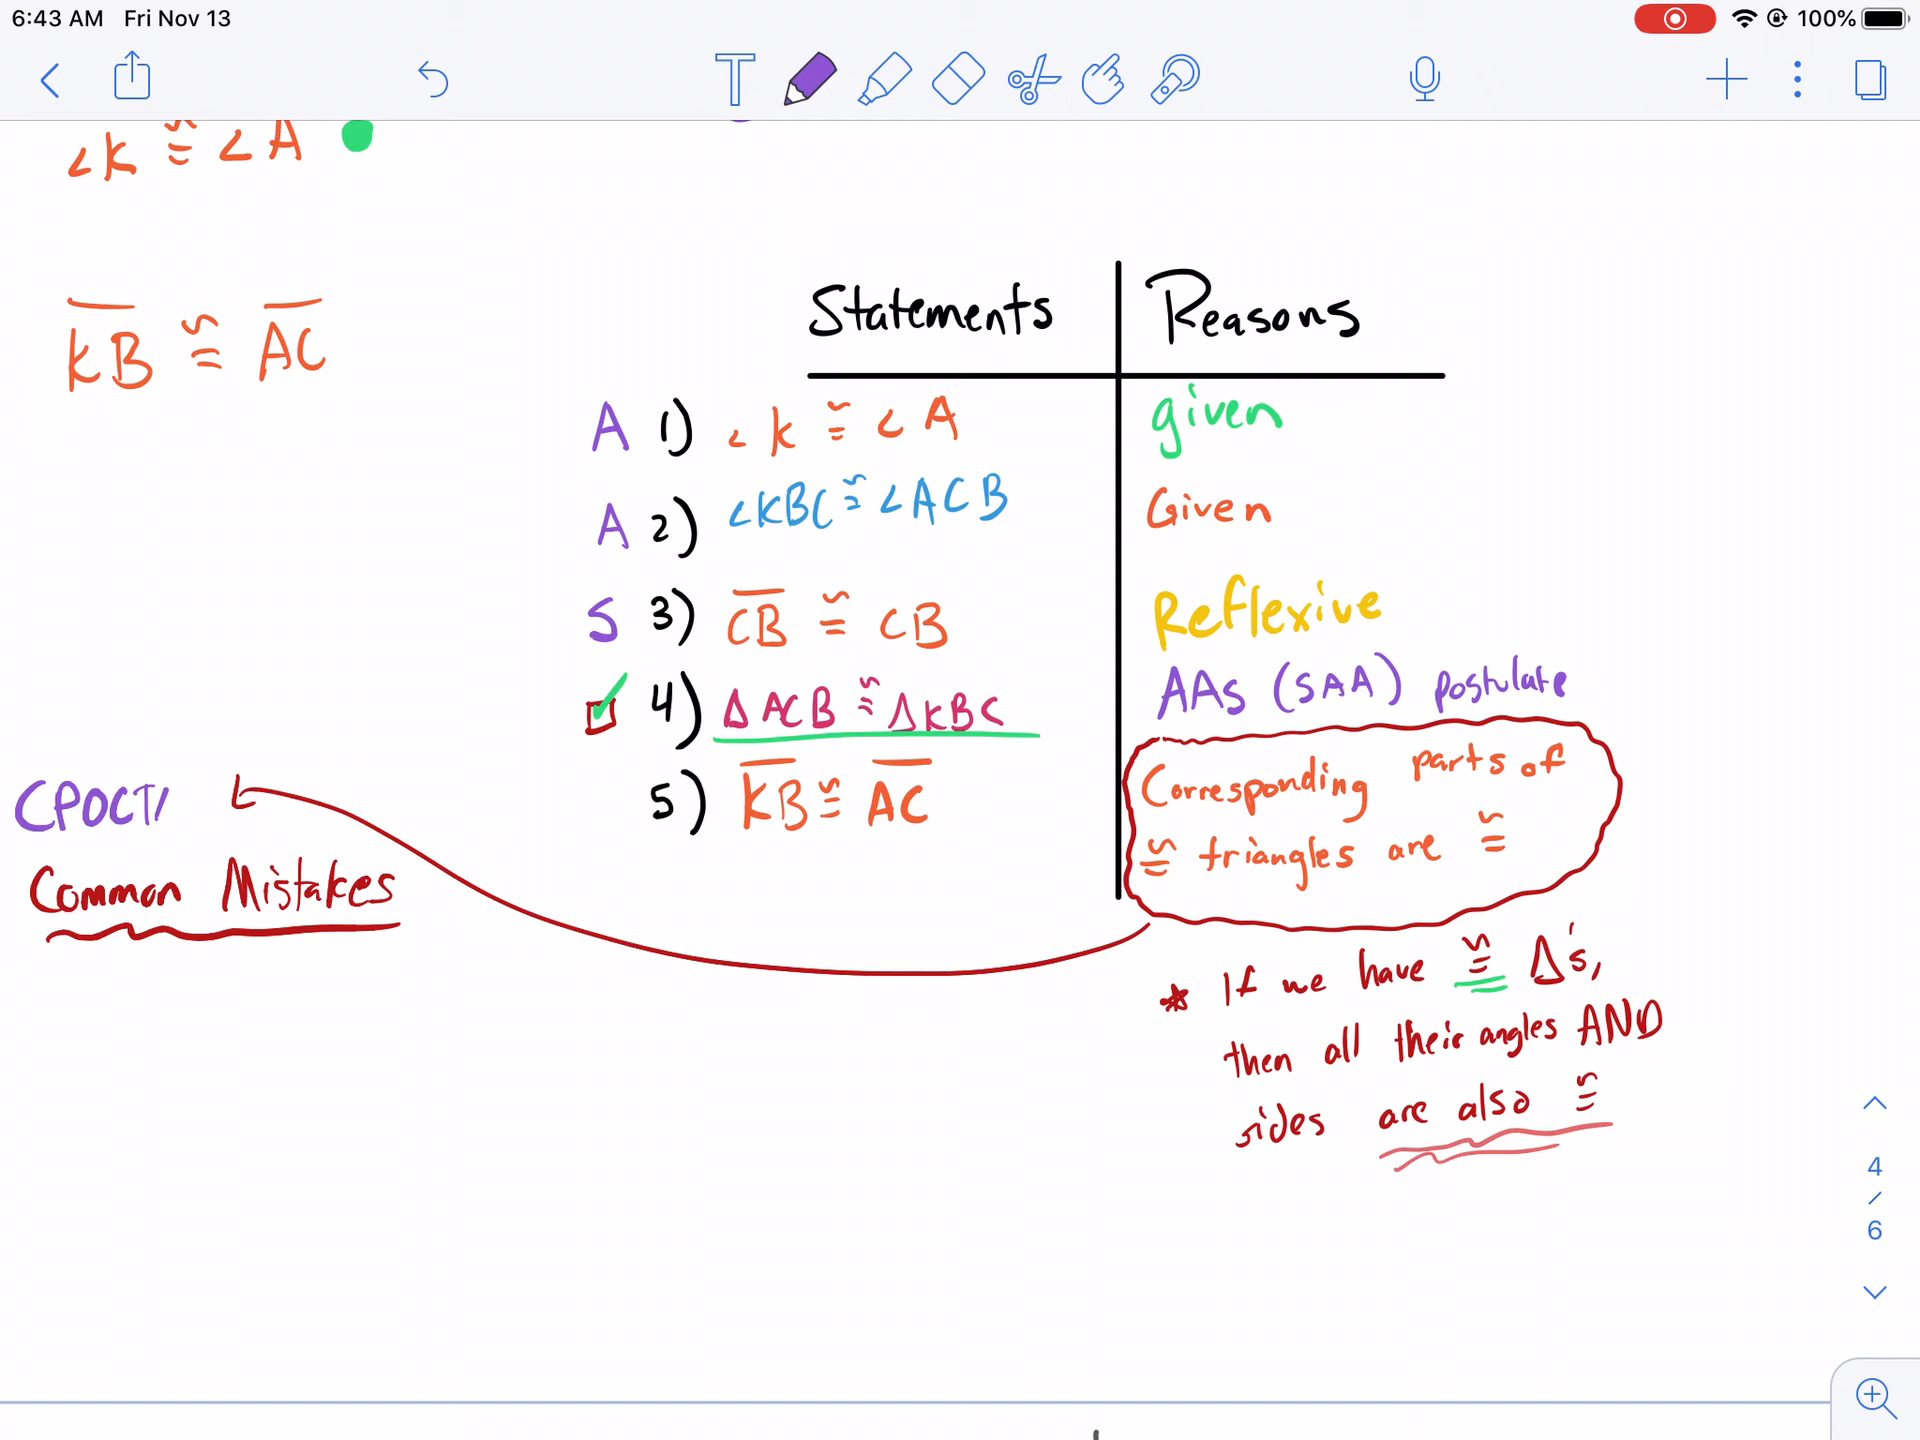 6:43 AM Fri Nov 13 100%
∠K ≅ ∠A
KB ≅ AC
Statements Reasons
A 1) ∠K ≅ ∠A given
A 2) ∠KBC ≅ ∠ACB Given
S 3) CB ≅ CB Reflexive
4) ΔACB ≅ ΔKBC AAS (SAA) postulate
5) KB ≅ AC Corresponding parts of
≅ triangles are ≅
CPOCT
Common Mistakes
* If we have ≅ Δ's,
then all their angles AND
sides are also ≅
4
/
6